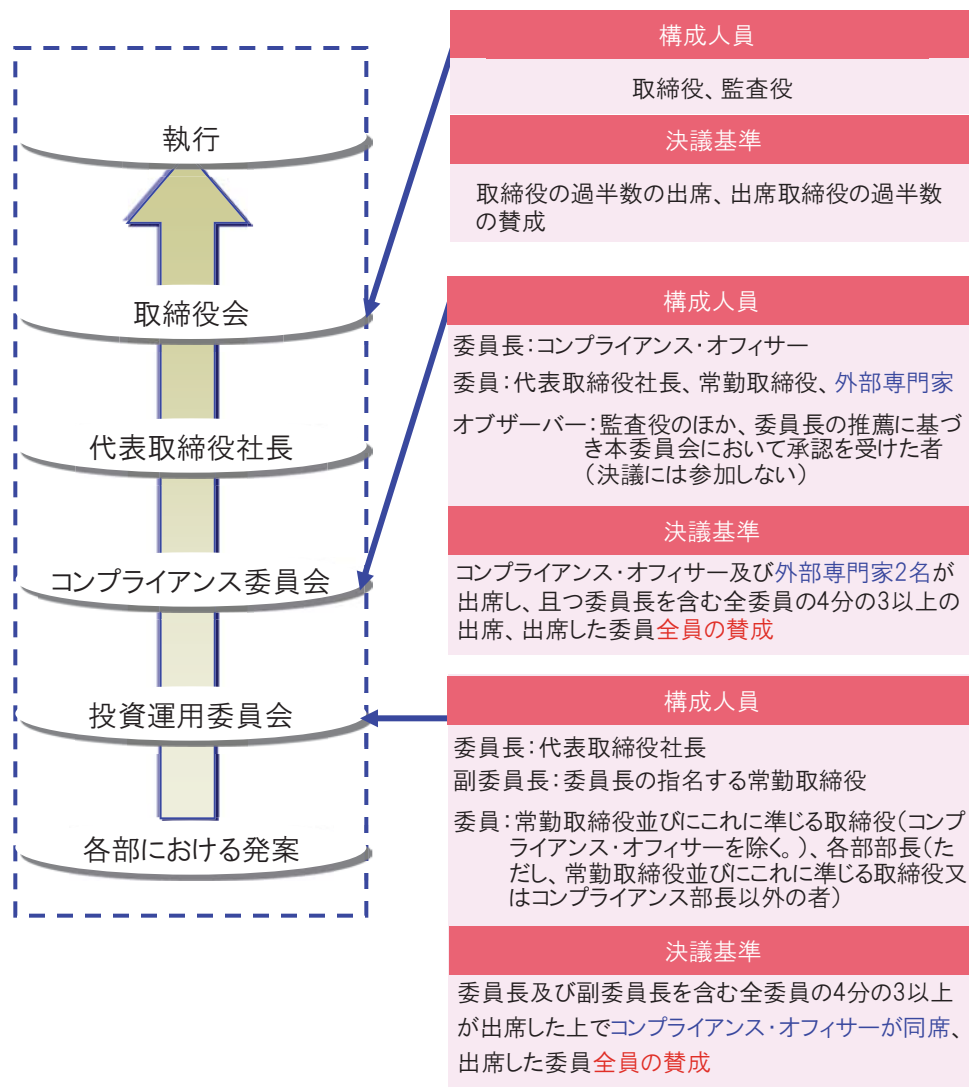 執行
取締役会
代表取締役社長
コンプライアンス委員会
投資運用委員会
各部における発案
構成人員
取締役、監査役
決議基準
取締役の過半数の出席、出席取締役の過半数
の賛成
構成人員
委員長：コンプライアンス・オフィサー
委員：代表取締役社長、常勤取締役、外部専門家
オブザーバー：監査役のほか、委員長の推薦に基づ
き本委員会において承認を受けた者
（決議には参加しない）
決議基準
コンプライアンス・オフィサー及び外部専門家2名が
出席し、且つ委員長を含む全委員の4分の3以上の
出席、出席した委員全員の賛成
構成人員
委員長：代表取締役社長
副委員長：委員長の指名する常勤取締役
委員：常勤取締役並びにこれに準じる取締役（コンプ
ライアンス・オフィサーを除く。）、各部部長（た
だし、常勤取締役並びにこれに準じる取締役又
はコンプライアンス部長以外の者）
決議基準
委員長及び副委員長を含む全委員の4分の3以上
が出席した上でコンプライアンス・オフィサーが同席、
出席した委員全員の賛成